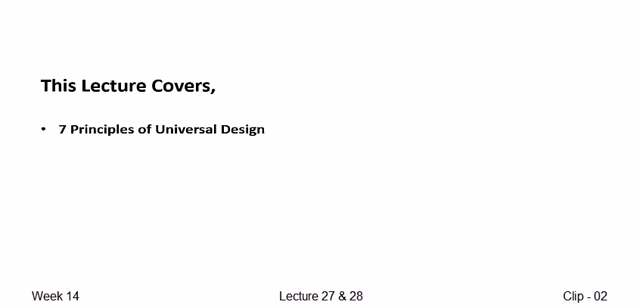 This Lecture Covers,
• 7 Principles of Universal Design
Week 14
Lecture 27 & 28
Clip - 02